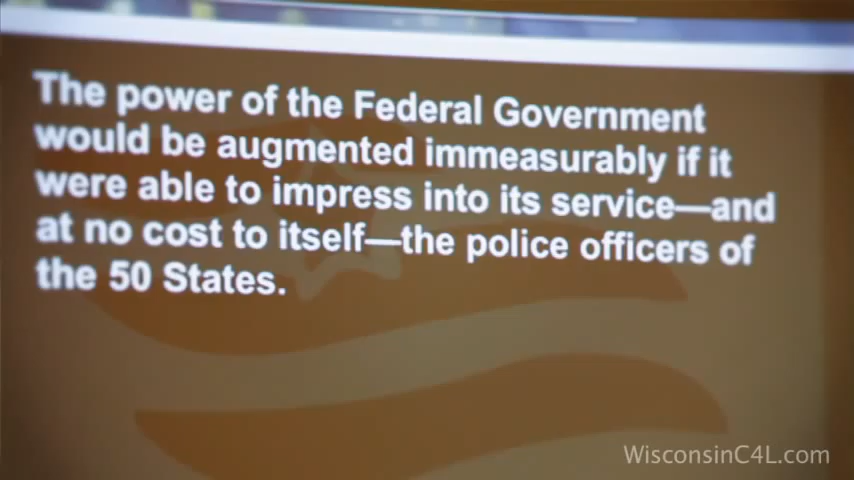 The power of the Federal Government
would be augmented immeasurably if it
were able to impress into its service—and
at no cost to itself—the police officers of
the 50 States.
WisconsinC4L.com